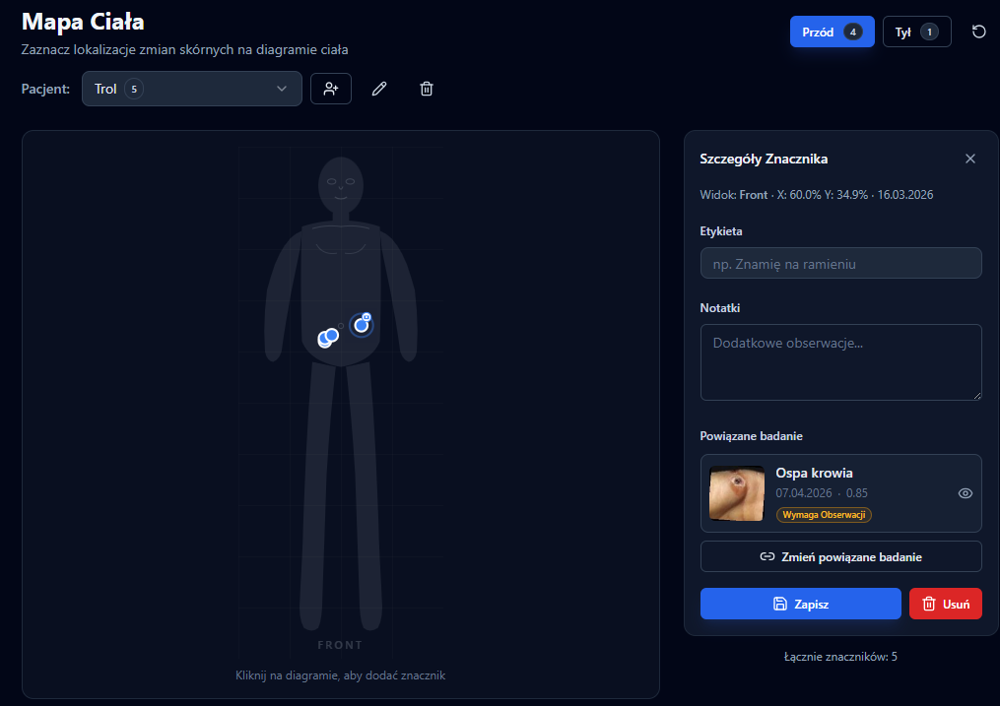 Mapa Ciała
Zaznacz lokalizacje zmian skórnych na diagramie ciała
Przód 4
Tył 1
Pacjent: Trol 5
FRONT
Kliknij na diagramie, aby dodać znacznik
Szczegóły Znacznika
Widok: Front · X: 60.0% Y: 34.9% · 16.03.2026
Etykieta
np. Znamię na ramieniu
Notatki
Dodatkowe obserwacje...
Powiązane badanie
Ospa krowia
07.04.2026 · 0.85
Wymaga Obserwacji
Zmień powiązane badanie
Zapisz
Usuń
Łącznie znaczników: 5